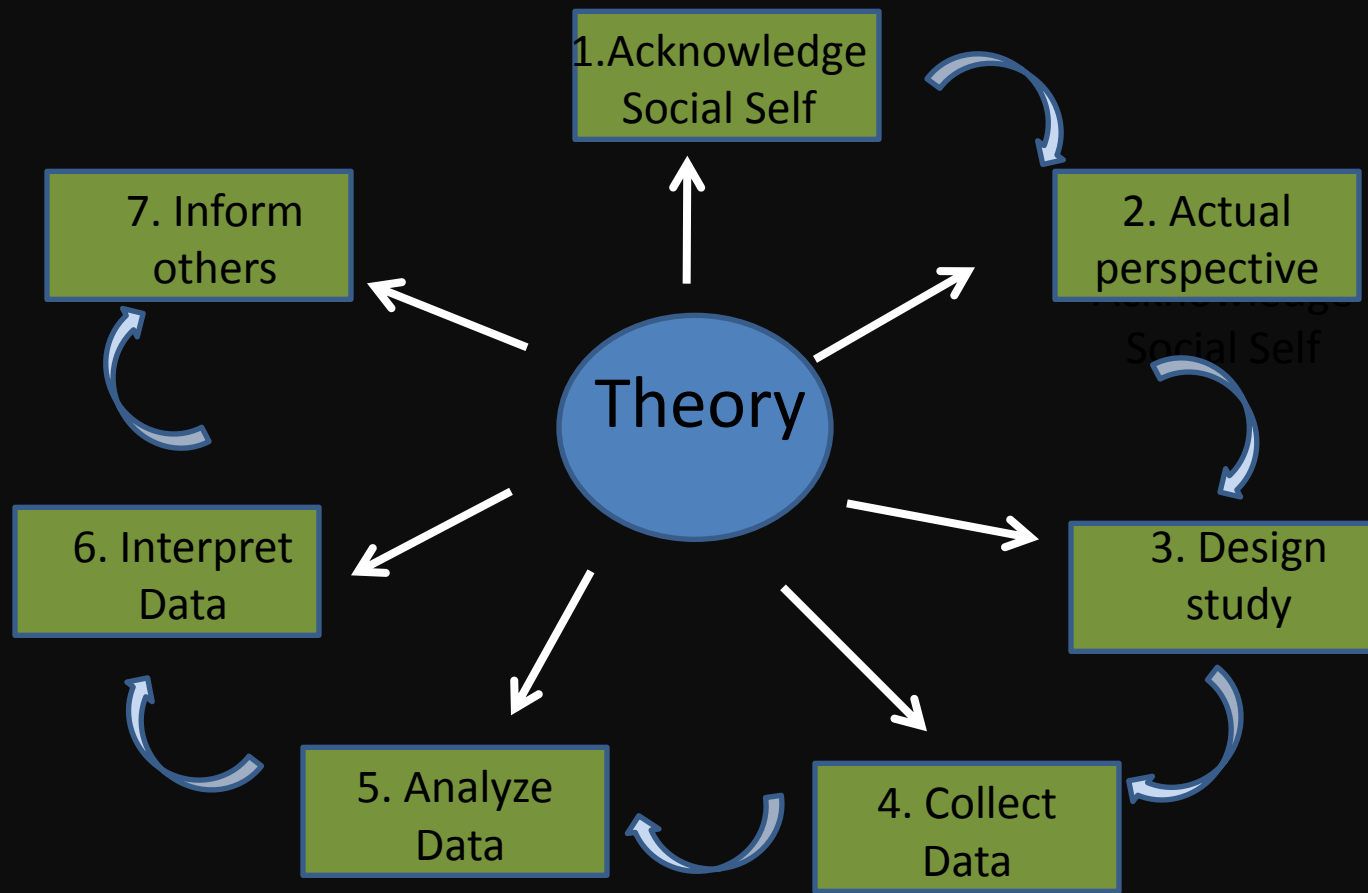 1.Acknowledge
Social Self
2. Actual
perspective
Acknowledge
Social Self
3. Design
study
4. Collect
Data
5. Analyze
Data
6. Interpret
Data
7. Inform
others
Theory